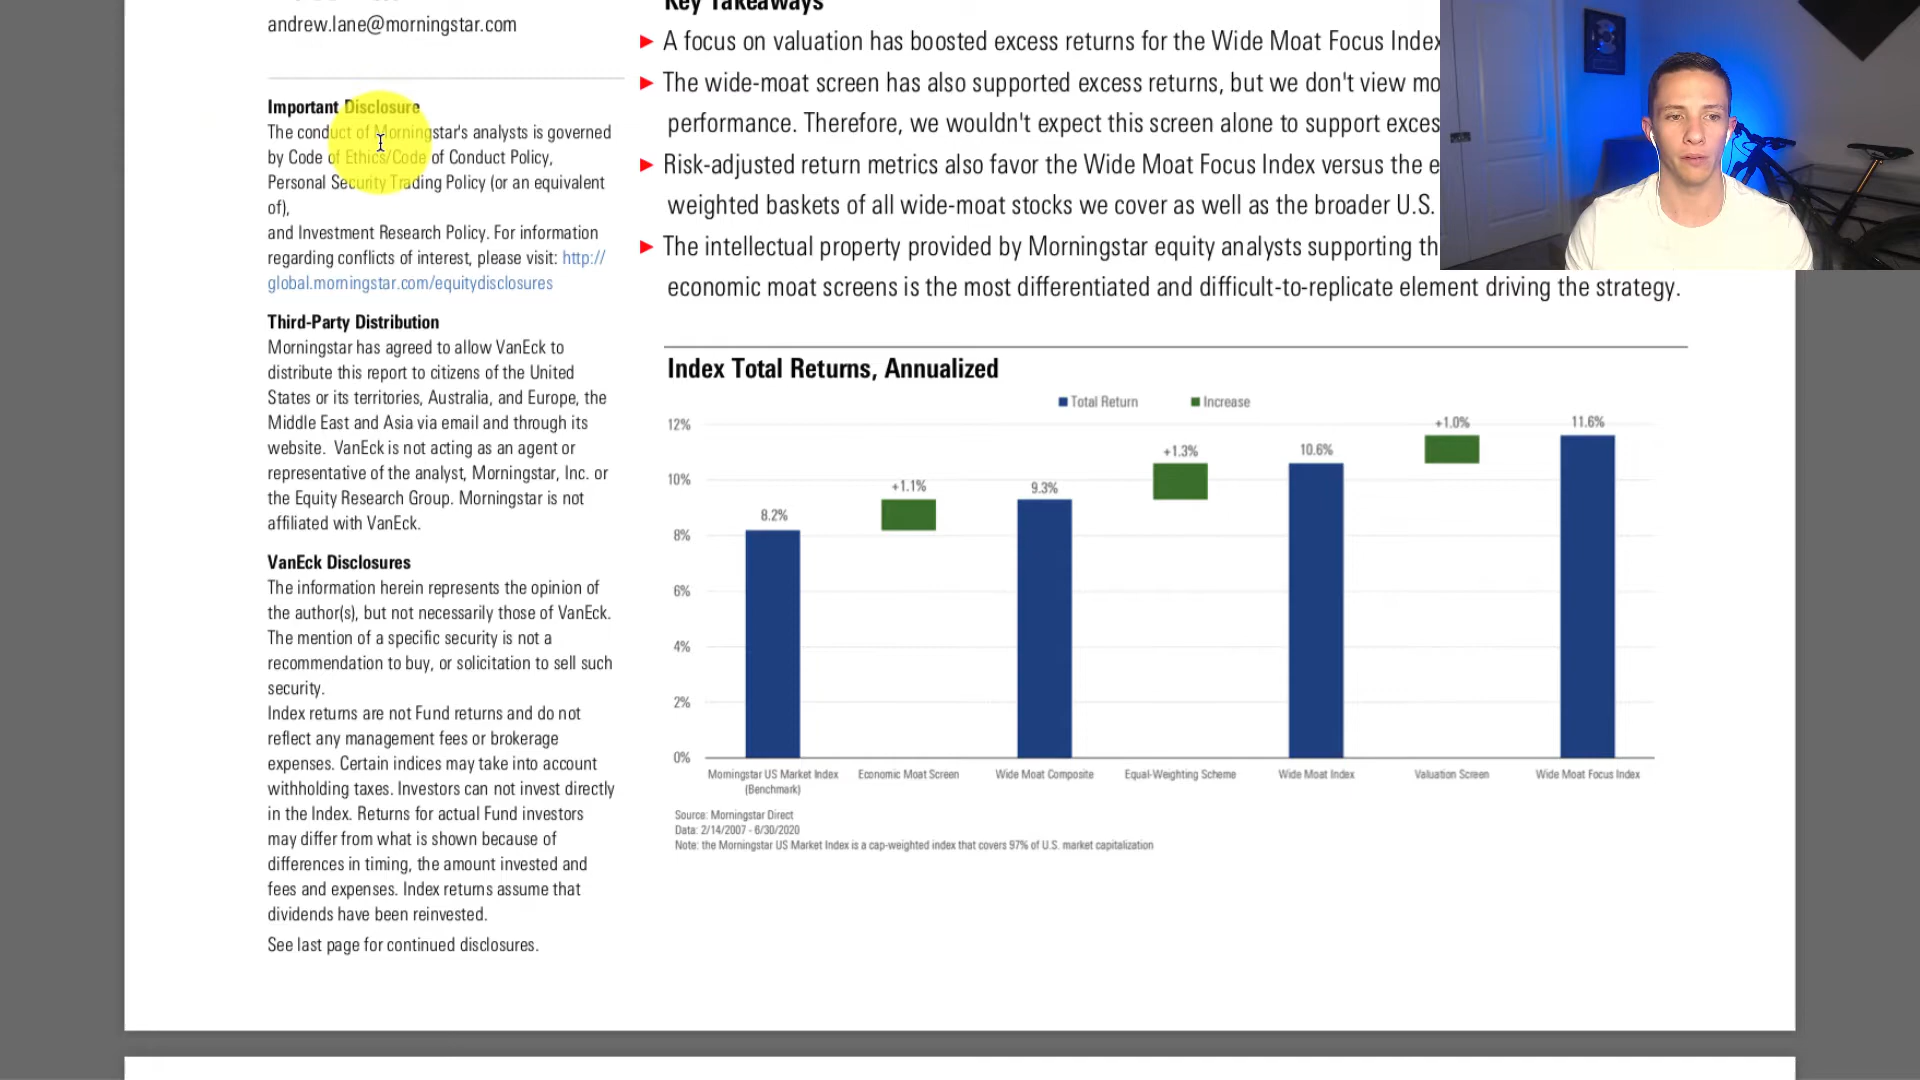 andrew.lane@morningstar.com
Important Disclosure
The conduct of Morningstar's analysts is governed
by Code of Ethics/Code of Conduct Policy,
Personal Security Trading Policy (or an equivalent
of),
and Investment Research Policy. For information
regarding conflicts of interest, please visit: http://
global.morningstar.com/equitydisclosures
Third-Party Distribution
Morningstar has agreed to allow VanEck to
distribute this report to citizens of the United
States or its territories, Australia, and Europe, the
Middle East and Asia via email and through its
website. VanEck is not acting as an agent or
representative of the analyst, Morningstar, Inc. or
the Equity Research Group. Morningstar is not
affiliated with VanEck.
VanEck Disclosures
The information herein represents the opinion of
the author(s), but not necessarily those of VanEck.
The mention of a specific security is not a
recommendation to buy, or solicitation to sell such
security.
Index returns are not Fund returns and do not
reflect any management fees or brokerage
expenses. Certain indices may take into account
withholding taxes. Investors can not invest directly
in the Index. Returns for actual Fund investors
may differ from what is shown because of
differences in timing, the amount invested and
fees and expenses. Index returns assume that
dividends have been reinvested.
See last page for continued disclosures.
Key Takeaways
A focus on valuation has boosted excess returns for the Wide Moat Focus Index
The wide-moat screen has also supported excess returns, but we don't view mo
performance. Therefore, we wouldn't expect this screen alone to support exces
Risk-adjusted return metrics also favor the Wide Moat Focus Index versus the e
weighted baskets of all wide-moat stocks we cover as well as the broader U.S.
The intellectual property provided by Morningstar equity analysts supporting th
economic moat screens is the most differentiated and difficult-to-replicate element driving the strategy.
Index Total Returns, Annualized
Total Return Increase
12%
10%
8%
6%
4%
2%
0%
8.2%
+1.1%
9.3%
+1.3%
10.6%
+1.0%
11.6%
Morningstar US Market Index
(Benchmark)
Economic Moat Screen
Wide Moat Composite
Equal-Weighting Scheme
Wide Moat Index
Valuation Screen
Wide Moat Focus Index
Source: Morningstar Direct
Data: 2/14/2007 - 6/30/2020
Note: the Morningstar US Market Index is a cap-weighted index that covers 97% of U.S. market capitalization